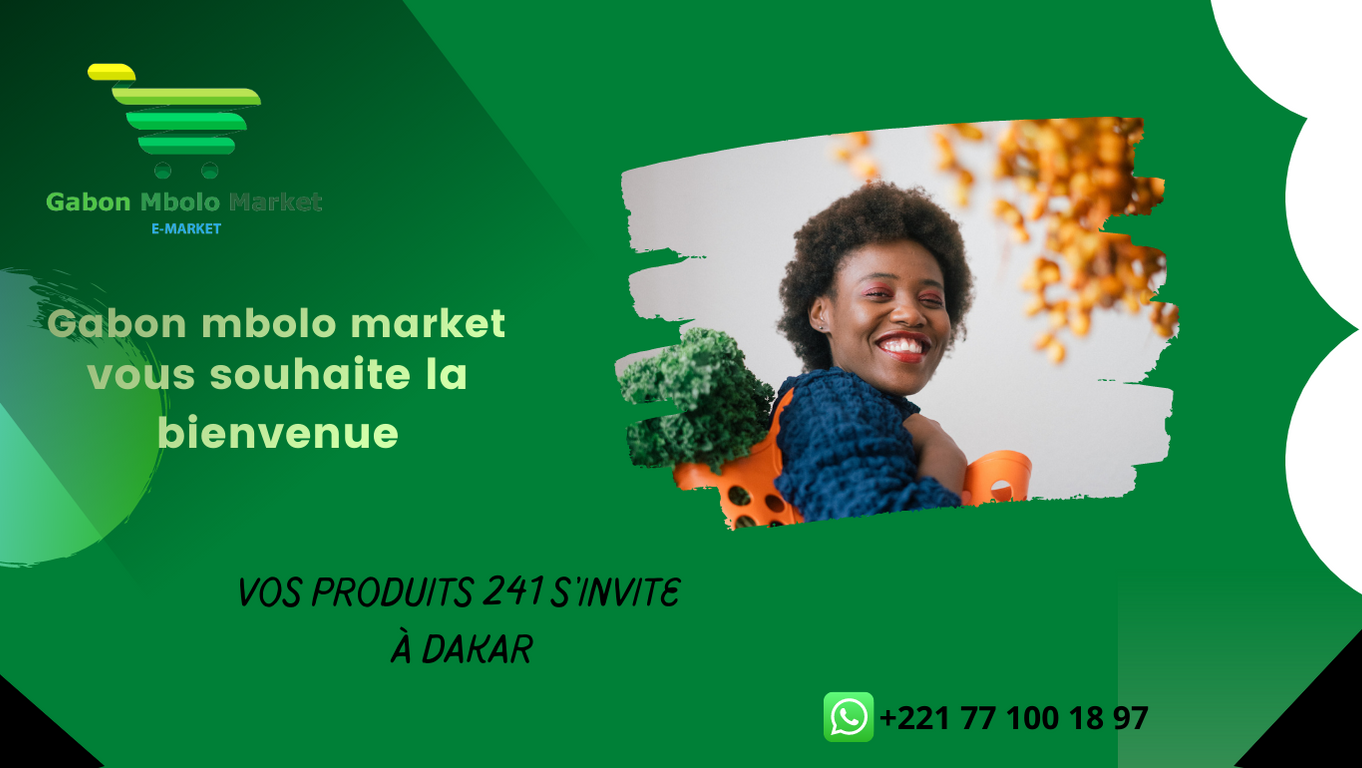 Gabon Mbolo Market
E-MARKET
Gabon mbolo market
vous souhaite la
bienvenue
VOS PRODUITS 241 S'INVITE
À DAKAR
+221 77 100 18 97